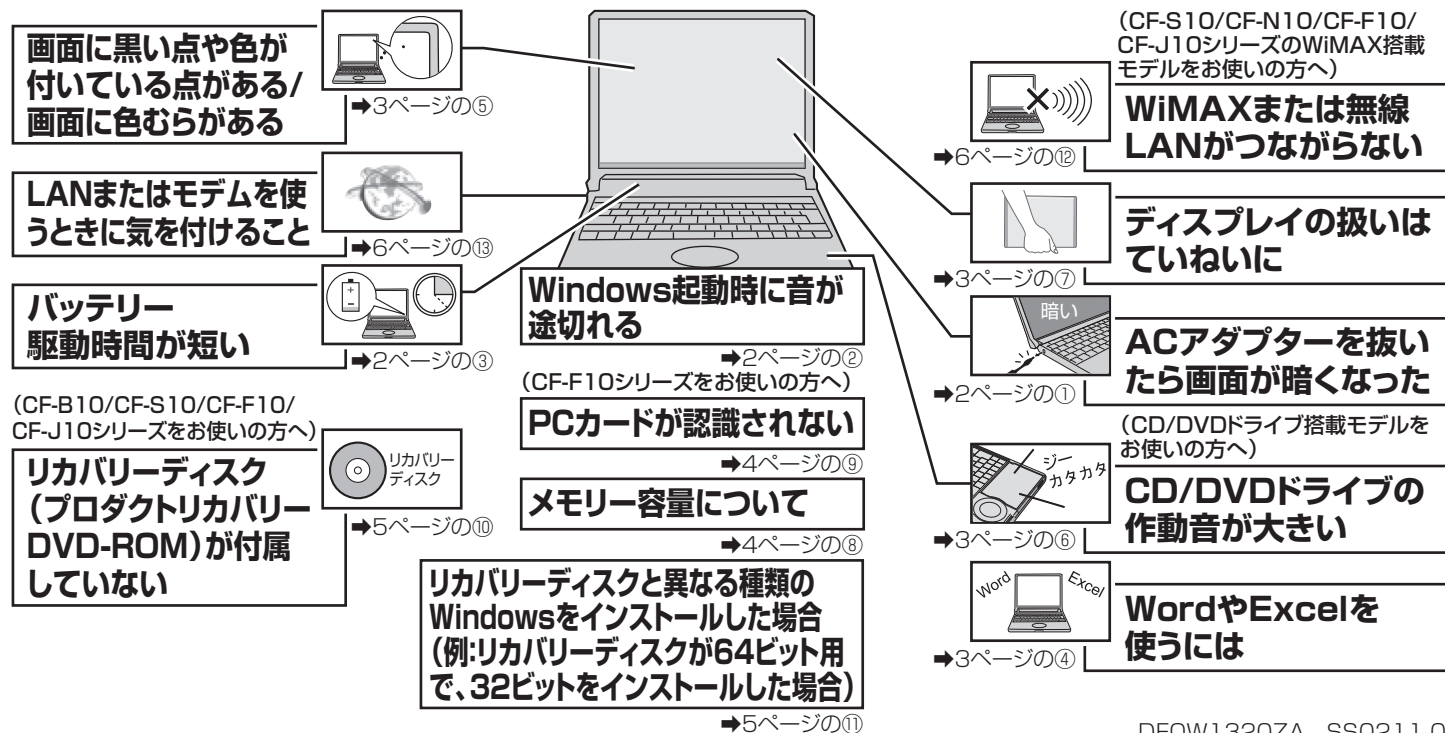 画面に黒い点や色が
付いている点がある/
画面に色むらがある
➡3ページの⑤
LANまたはモデムを使
うときに気を付けること
➡6ページの⑬
バッテリー
駆動時間が短い
➡2ページの③
(CF-B10/CF-S10/CF-F10/
CF-J10シリーズをお使いの方へ)
リカバリーディスク
(プロダクトリカバリー
DVD-ROM)が付属
していない
リカバリー
ディスク
➡5ページの⑩
Windows起動時に音が
途切れる
➡2ページの②
(CF-F10シリーズをお使いの方へ)
PCカードが認識されない
➡4ページの⑨
メモリー容量について
➡4ページの⑧
リカバリーディスクと異なる種類の
Windowsをインストールした場合
(例:リカバリーディスクが64ビット用
で、32ビットをインストールした場合)
➡5ページの⑪
(CF-S10/CF-N10/CF-F10/
CF-J10シリーズのWiMAX搭載
モデルをお使いの方へ)
WiMAXまたは無線
LANがつながらない
➡6ページの⑫
ディスプレイの扱いは
ていねいに
➡3ページの⑦
暗い
ACアダプターを抜い
たら画面が暗くなった
➡2ページの①
(CD/DVDドライブ搭載モデルを
お使いの方へ)
ジー
カタカタ
CD/DVDドライブの
作動音が大きい
➡3ページの⑥
Word
Excel
WordやExcelを
使うには
➡3ページの④